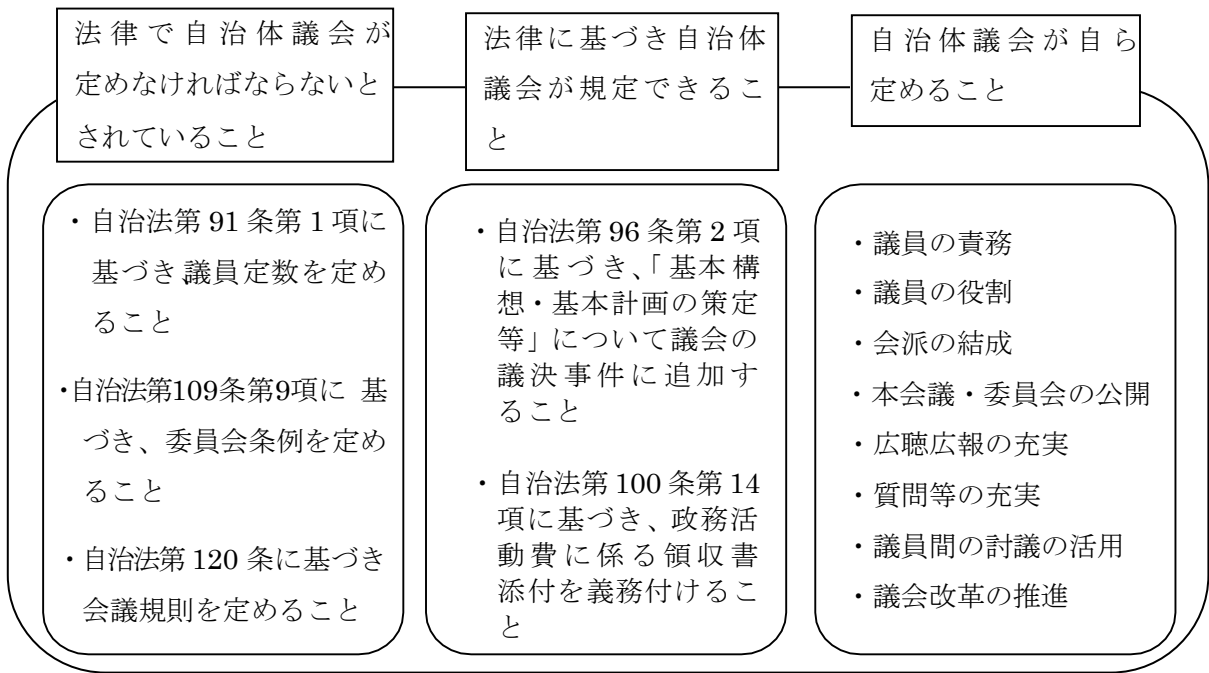 法律で自治体議会が
定めなければならないと
されていること
法律に基づき自治体
議会が規定できるこ
と
自治体議会が自ら
定めること
・自治法第 91 条第 1 項に
基づき、議員定数を定め
ること
・自治法第109条第9項に 基
づき、委員会条例を定め
ること
・自治法第 120 条に基づき
会議規則を定めること
・自治法第 96 条第 2 項
に基づき、「基本構
想・基本計画の策定
等」について議会の
議決事件に追加す
ること
・自治法第 100 条第 14
項に基づき、政務活
動費に係る領収書
添付を義務付けるこ
と
・議員の責務
・議員の役割
・会派の結成
・本会議・委員会の公開
・広聴広報の充実
・質問等の充実
・議員間の討議の活用
・議会改革の推進